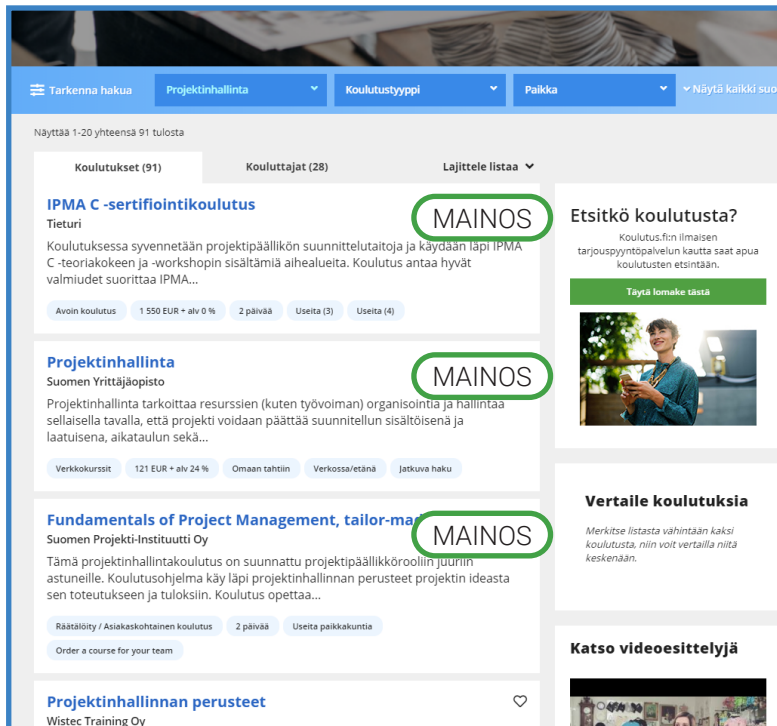 Tarkenna hakua
Projektinhallinta
Koulutustyyppi
Paikka
Näytä kaikki suo
Näyttää 1-20 yhteensä 91 tulosta
Koulutukset (91)
Kouluttajat (28)
Lajittele listaa
IPMA C -sertifiointikoulutus
MAINOS
Tieturi
Koulutuksessa syvennetään projektipäällikön suunnittelutaitoja ja käydään läpi IPMA
C -teoriakokeen ja -workshopin sisältämiä aihealueita. Koulutus antaa hyvät
valmiudet suorittaa IPMA...
Avoin koulutus
1 550 EUR + alv 0 %
2 päivää
Useita (3)
Useita (4)
Projektinhallinta
MAINOS
Suomen Yrittäjäopisto
Projektinhallinta tarkoittaa resurssien (kuten työvoiman) organisointia ja hallintaa
sellaisella tavalla, että projekti voidaan päättää suunnitellun sisältöisenä ja
laatuisena, aikataulun sekä...
Verkkokurssit
121 EUR + alv 24 %
Omaan tahtiin
Verkossa/etänä
Jatkuva haku
Fundamentals of Project Management, tailor-mad
MAINOS
Suomen Projekti-Instituutti Oy
Tämä projektinhallintakoulutus on suunnattu projektipäällikörooliin juuriin
astuneille. Koulutusohjelma käy läpi projektinhallinnan perusteet projektin ideasta
sen toteutukseen ja tuloksiin. Koulutus opettaa...
Räätälöity / Asiakaskohtainen koulutus
2 päivää
Useita paikkakuntia
Order a course for your team
Projektinhallinnan perusteet
Wistec Training Oy
Etsitkö koulutusta?
Koulutus.fi:n ilmaisen
tarjouspyyntöpalvelun kautta saat apua
koulutusten etsintään.
Täytä lomake tästä
Vertaile koulutuksia
Merkitse listasta vähintään kaksi
koulutusta, niin voit vertailla niitä
keskenään.
Katso videoesittelyjä